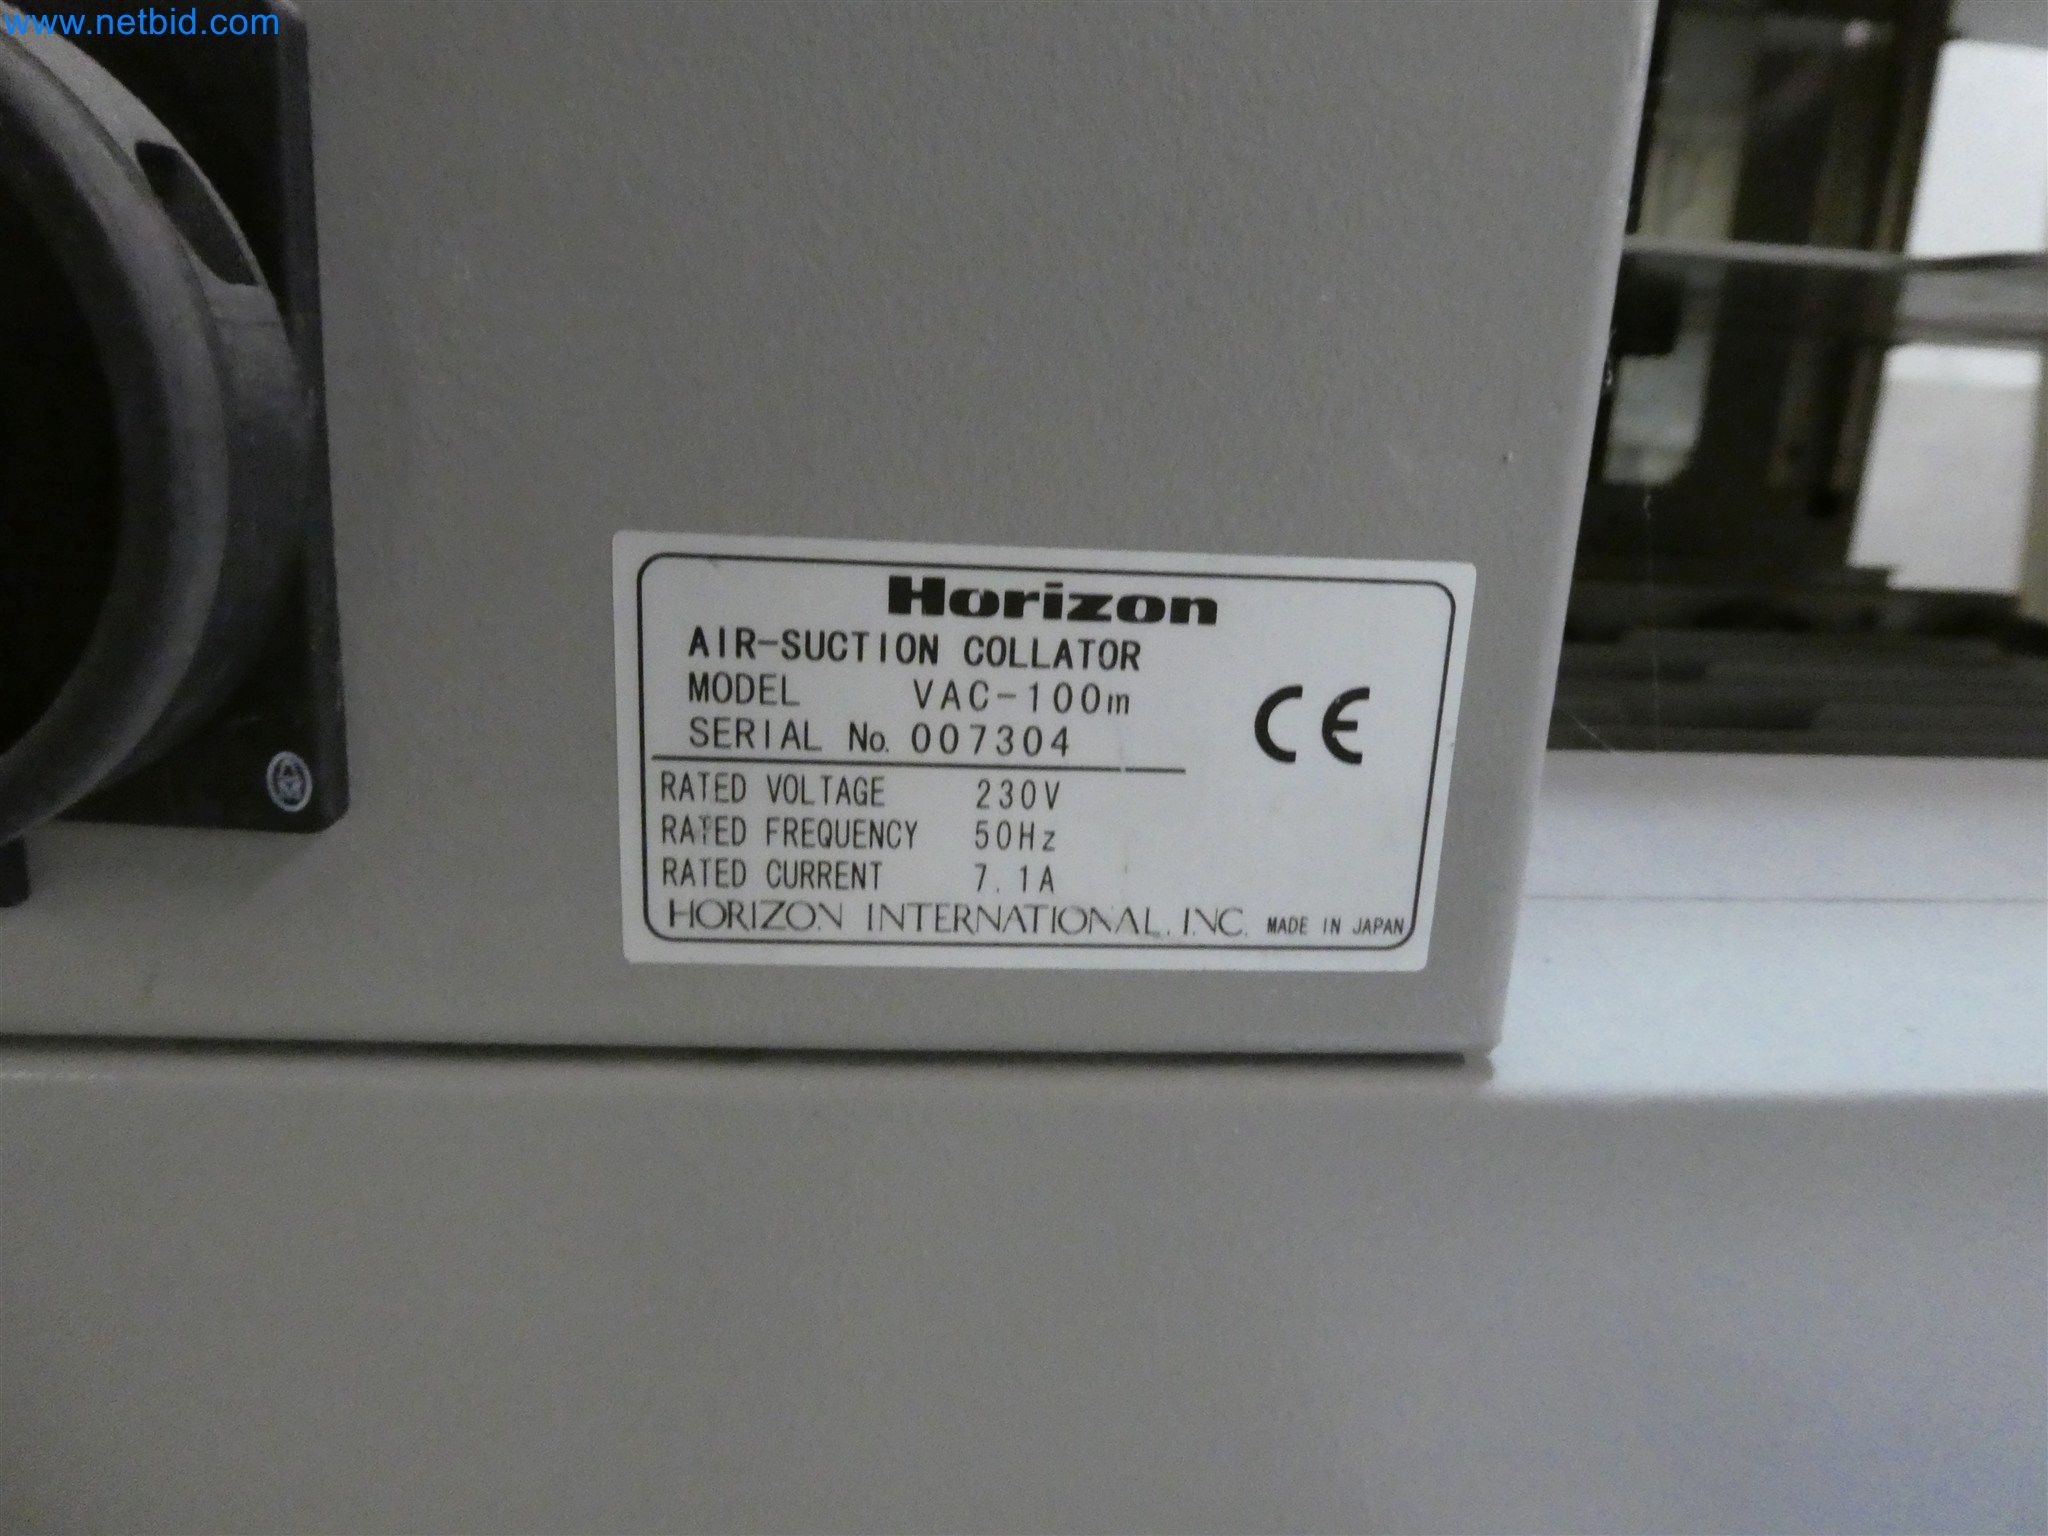 www.netbid.com
Horizon
AIR-SUCTION COLLATOR
MODEL VAC-100m
SERIAL No. 007304
CE
RATED VOLTAGE 230V
RATED FREQUENCY 50Hz
RATED CURRENT 7.1A
HORIZON INTERNATIONAL, INC. MADE IN JAPAN